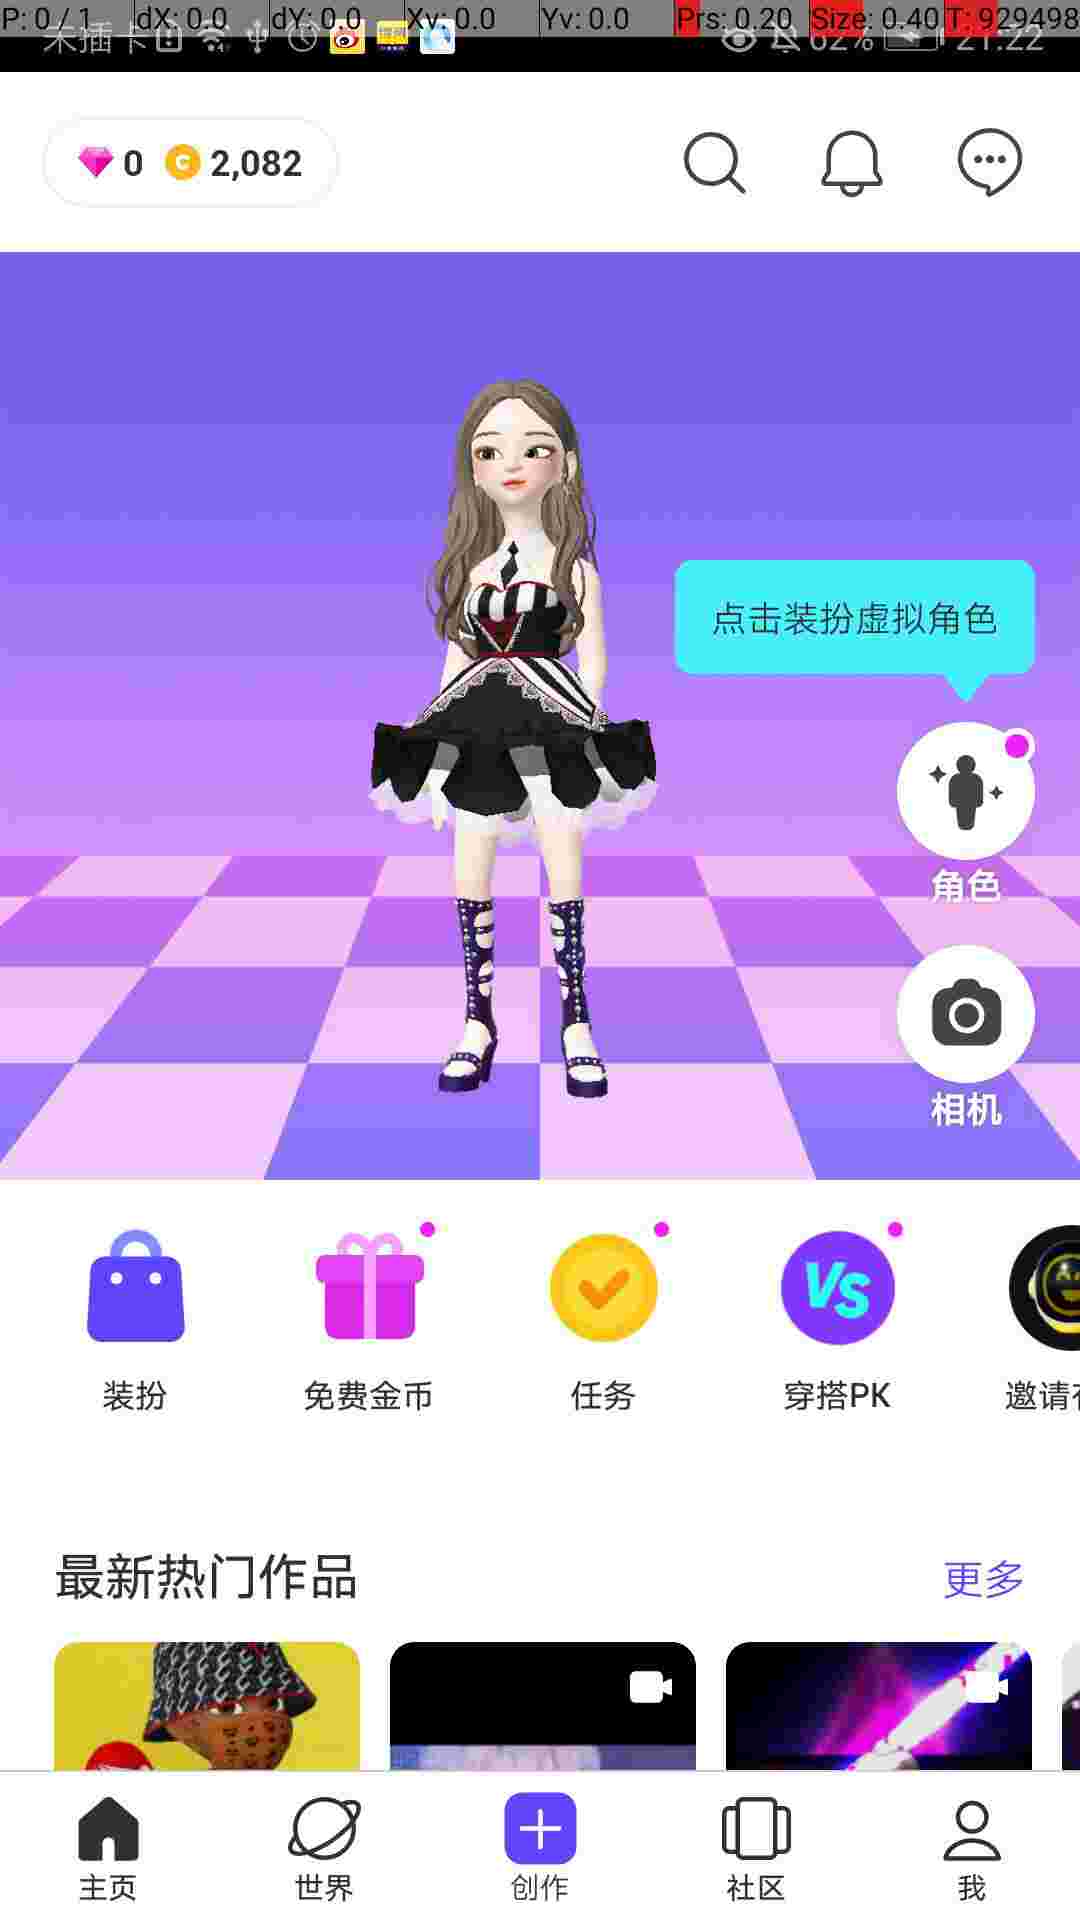 P: 0 / 1 dX: 0.0 dY: 0.0 Xv: 0.0 Yv: 0.0 Prs: 0.20 Size: 0.40 T: 929498
未插卡 62% 21:22
0 C 2,082
点击装扮虚拟角色
角色
相机
VS
装扮 免费金币 任务 穿搭PK 邀请
最新热门作品 更多
主页 世界 创作 社区 我